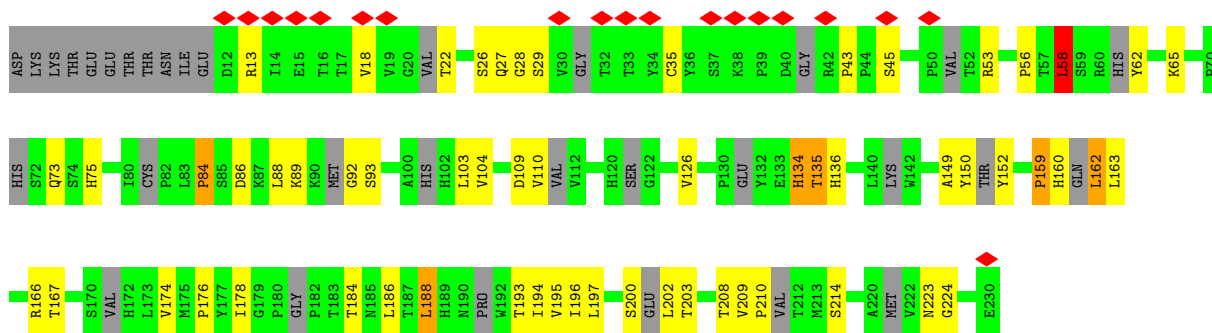 ASP LYS LYS THR GLU GLU THR THR ASN ILE GLU D12 R13 I14 E15 T16 T17 V18 V19 G20 VAL T22 S26 Q27 G28 S29 V30 GLY T32 T33 Y34 C35 Y36 S37 K38 P39 D40 GLY R42 P43 P44 S45 P50 VAL T52 R53 P56 T57 L58 S59 R60 HIS Y62 K65 P70
HIS S72 Q73 S74 H75 I80 CYS P82 L83 P84 S85 D86 K87 L88 K89 K90 MET G92 S93 A100 HIS H102 L103 V104 D109 V110 VAL V112 H120 SER G122 V126 P130 GLU Y132 E133 H134 T135 H136 L140 LYS W142 A149 Y150 THR Y152 P159 H160 GLN L162 L163
R166 T167 S170 VAL H172 L173 V174 M175 P176 Y177 I178 G179 P180 GLY P182 T183 T184 N185 L186 T187 L188 H189 N190 PRO W192 T193 I194 V195 I196 L197 S200 GLU L202 T203 T208 V209 P210 VAL T212 M213 S214 A220 MET V222 N223 G224 E230